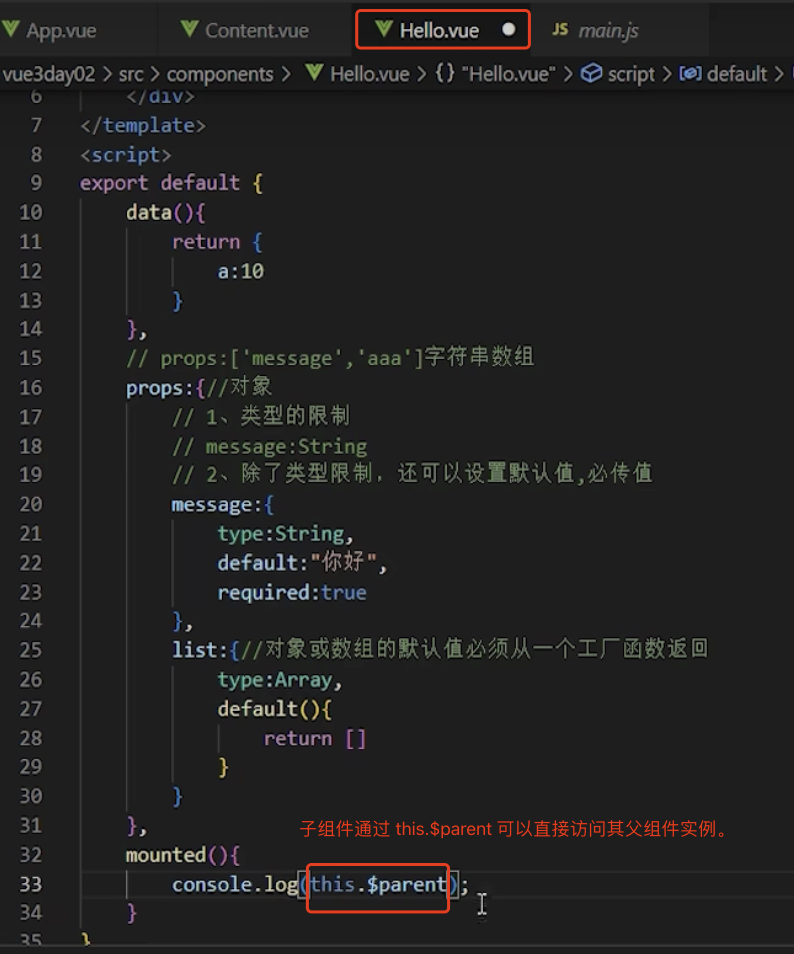 App.vue
Content.vue
Hello.vue
JS main.js
vue3day02 > src > components > Hello.vue > {} "Hello.vue" > script > default >
6 </div>
7 </template>
8 <script>
9 export default {
10 data(){
11 return {
12 a:10
13 }
14 },
15 // props:['message','aaa']字符串数组
16 props:{//对象
17 // 1、类型的限制
18 // message:String
19 // 2、除了类型限制，还可以设置默认值,必传值
20 message:{
21 type:String,
22 default:"你好",
23 required:true
24 },
25 list:{//对象或数组的默认值必须从一个工厂函数返回
26 type:Array,
27 default(){
28 return []
29 }
30 }
31 },
子组件通过 this.$parent 可以直接访问其父组件实例。
32 mounted(){
33 console.log(this.$parent);
34 }
35 }